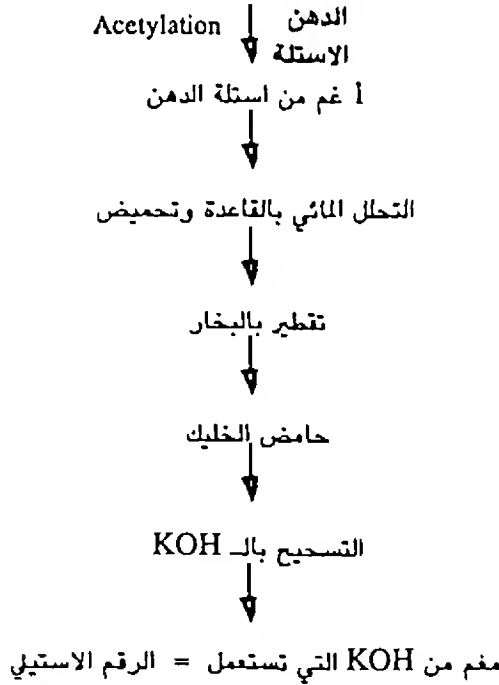 الدهن
Acetylation
الاستلة
أ غم من استلة الدهن
التحلل المائي بالقاعدة وتحميض
تقطير بالبخار
حامض الخليك
التسحيح بالـ KOH
مغم من KOH التي تستعمل = الرقم الاستيلي